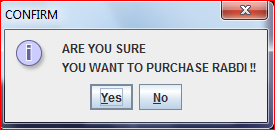 CONFIRM
ARE YOU SURE
YOU WANT TO PURCHASE RABDI !!
Yes No